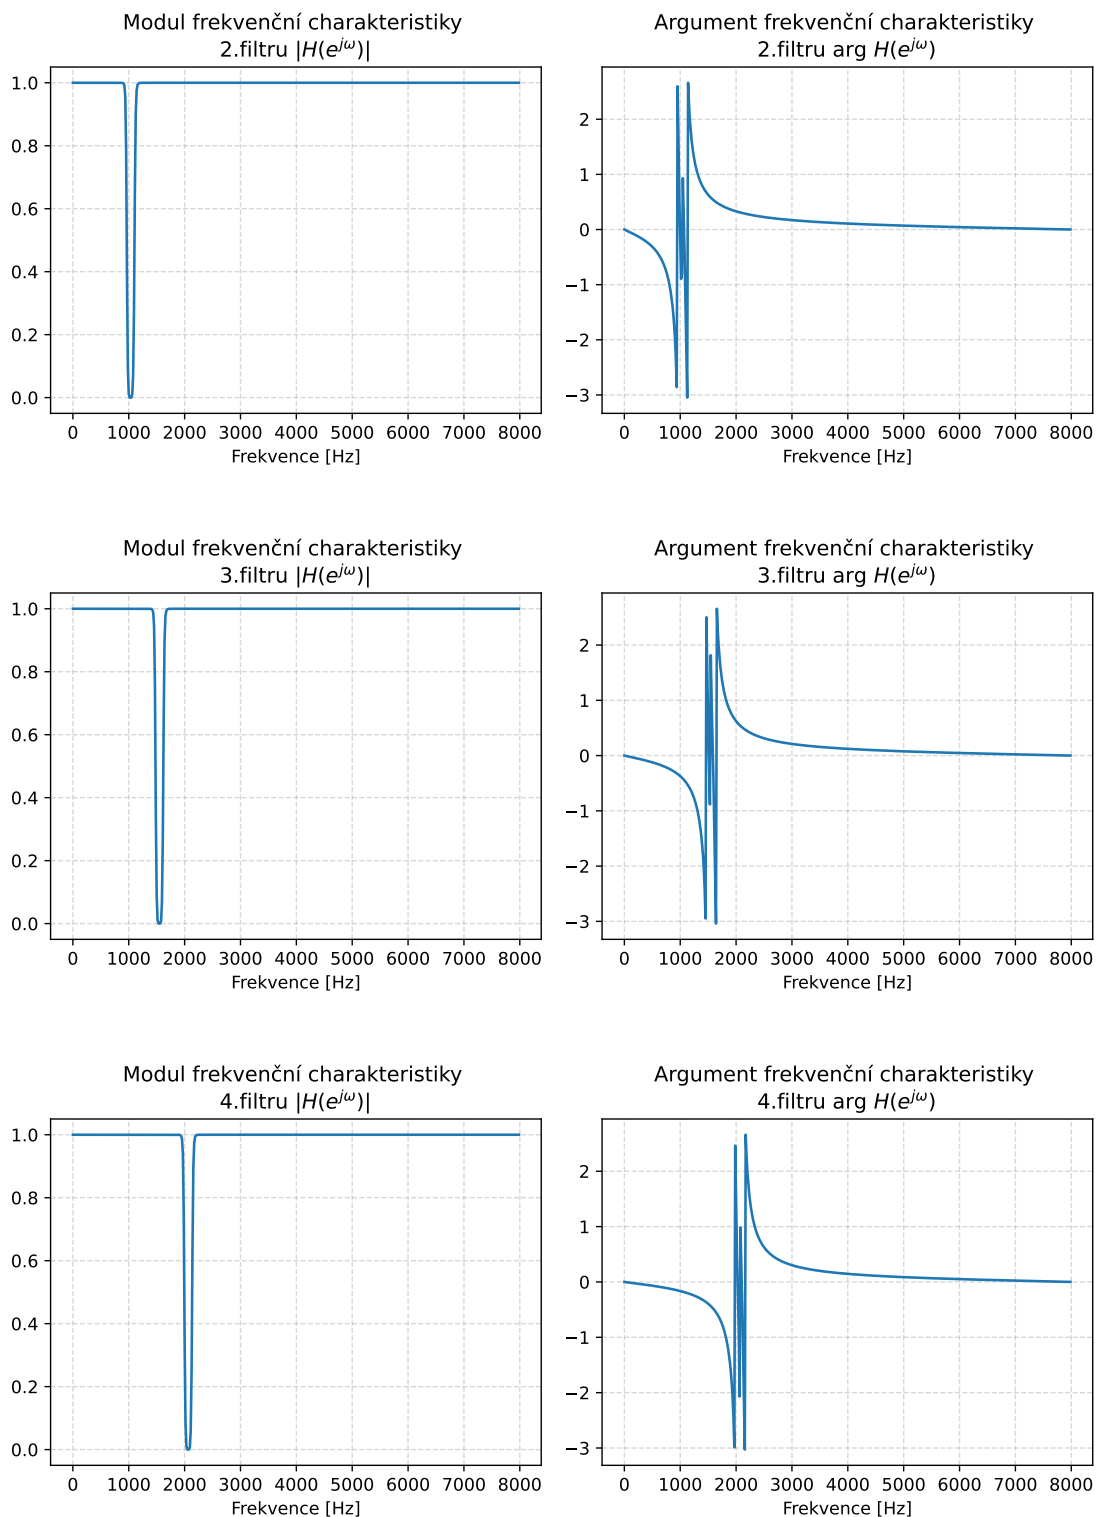 Modul frekvenční charakteristiky
2.filtru |H(e^{jω})|
1.0
0.8
0.6
0.4
0.2
0.0
0 1000 2000 3000 4000 5000 6000 7000 8000
Frekvence [Hz]
Argument frekvenční charakteristiky
2.filtru arg H(e^{jω})
2
1
0
−1
−2
−3
0 1000 2000 3000 4000 5000 6000 7000 8000
Frekvence [Hz]
Modul frekvenční charakteristiky
3.filtru |H(e^{jω})|
1.0
0.8
0.6
0.4
0.2
0.0
0 1000 2000 3000 4000 5000 6000 7000 8000
Frekvence [Hz]
Argument frekvenční charakteristiky
3.filtru arg H(e^{jω})
2
1
0
−1
−2
−3
0 1000 2000 3000 4000 5000 6000 7000 8000
Frekvence [Hz]
Modul frekvenční charakteristiky
4.filtru |H(e^{jω})|
1.0
0.8
0.6
0.4
0.2
0.0
0 1000 2000 3000 4000 5000 6000 7000 8000
Frekvence [Hz]
Argument frekvenční charakteristiky
4.filtru arg H(e^{jω})
2
1
0
−1
−2
−3
0 1000 2000 3000 4000 5000 6000 7000 8000
Frekvence [Hz]